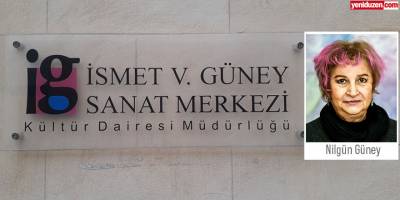 yeniduzen.com
ig
İSMET V. GÜNEY
SANAT MERKEZİ
Kültür Dairesi Müdürlüğü
Nilgün Güney